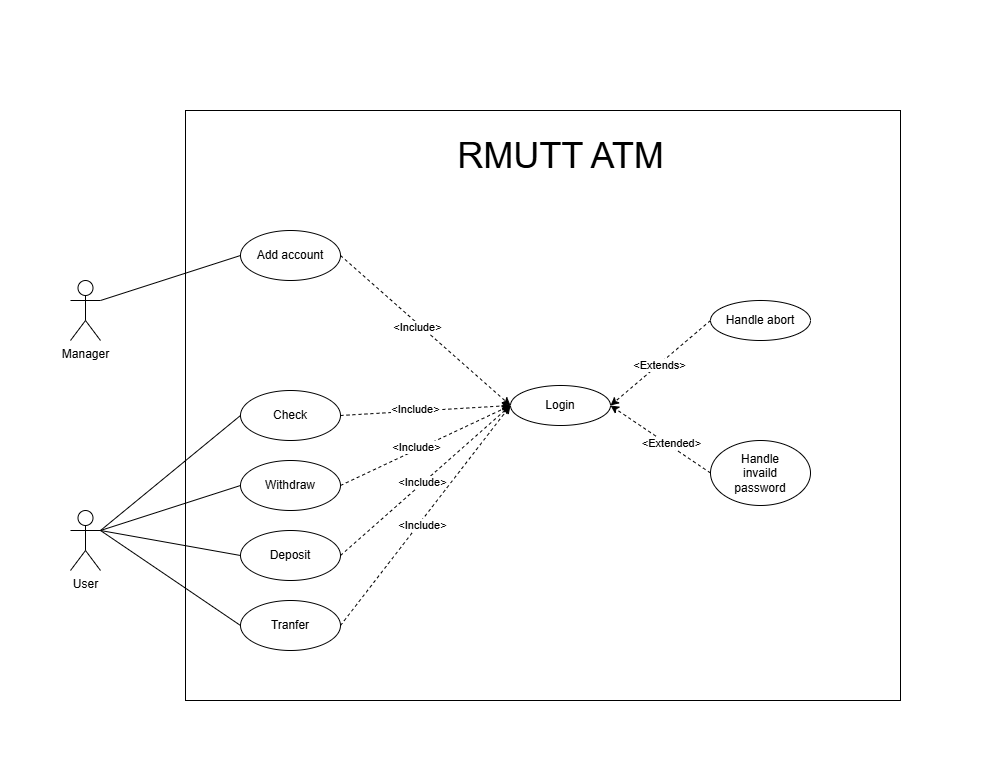 RMUTT ATM
Add account
Manager
<Include>
Handle abort
<Extends>
Login
Check
<Include>
<Include>
<Extended>
Handle
invaild
password
Withdraw
<Include>
<Include>
User
Deposit
Tranfer